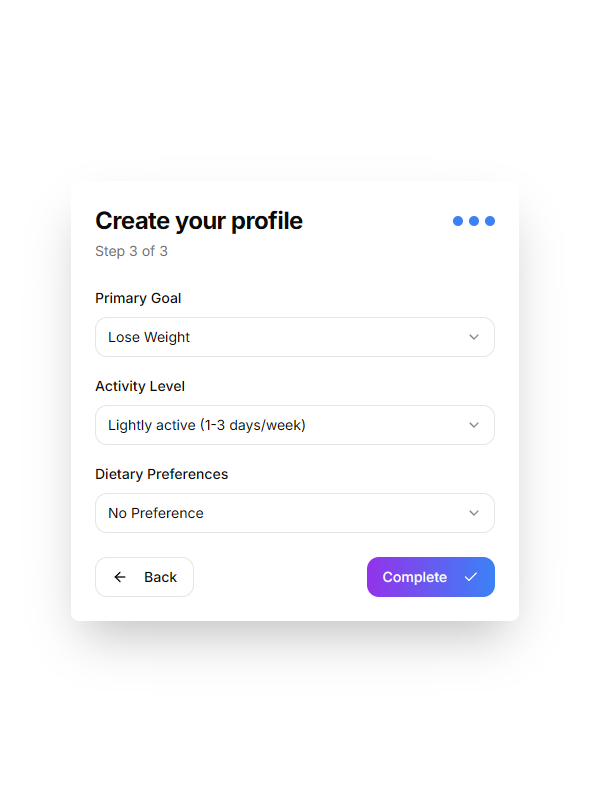 Create your profile
Step 3 of 3
Primary Goal
Lose Weight
Activity Level
Lightly active (1-3 days/week)
Dietary Preferences
No Preference
Back
Complete